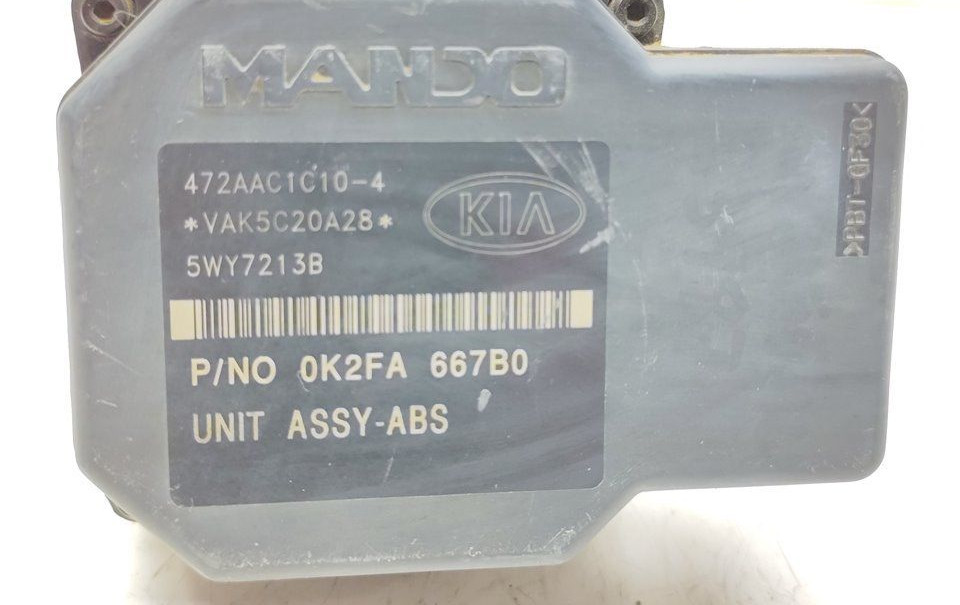 MANDO
472AAC1C10-4
*VAK5C20A28*
5WY7213B
KIA
P/NO 0K2FA 667B0
UNIT ASSY-ABS
>PBT-GF30<